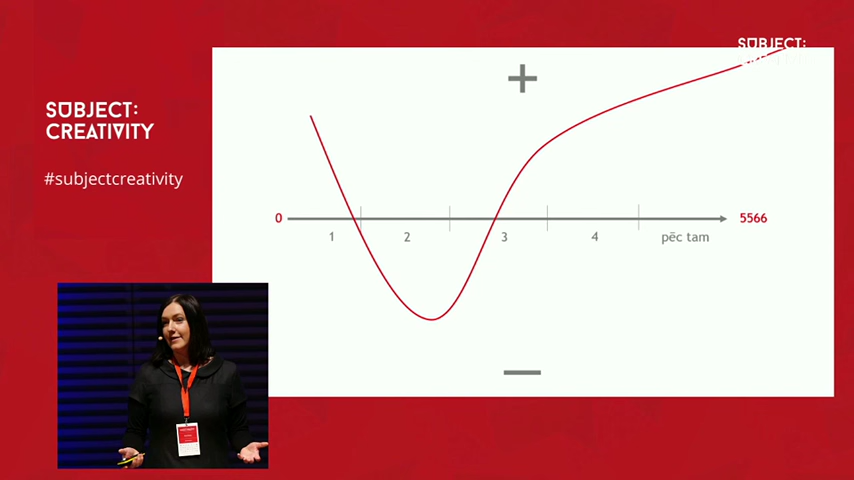 SUBJECT:
SUBJECT:
CREATIVITY
#subjectcreativity
+
0
5566
1 2 3 4 pēc tam
—